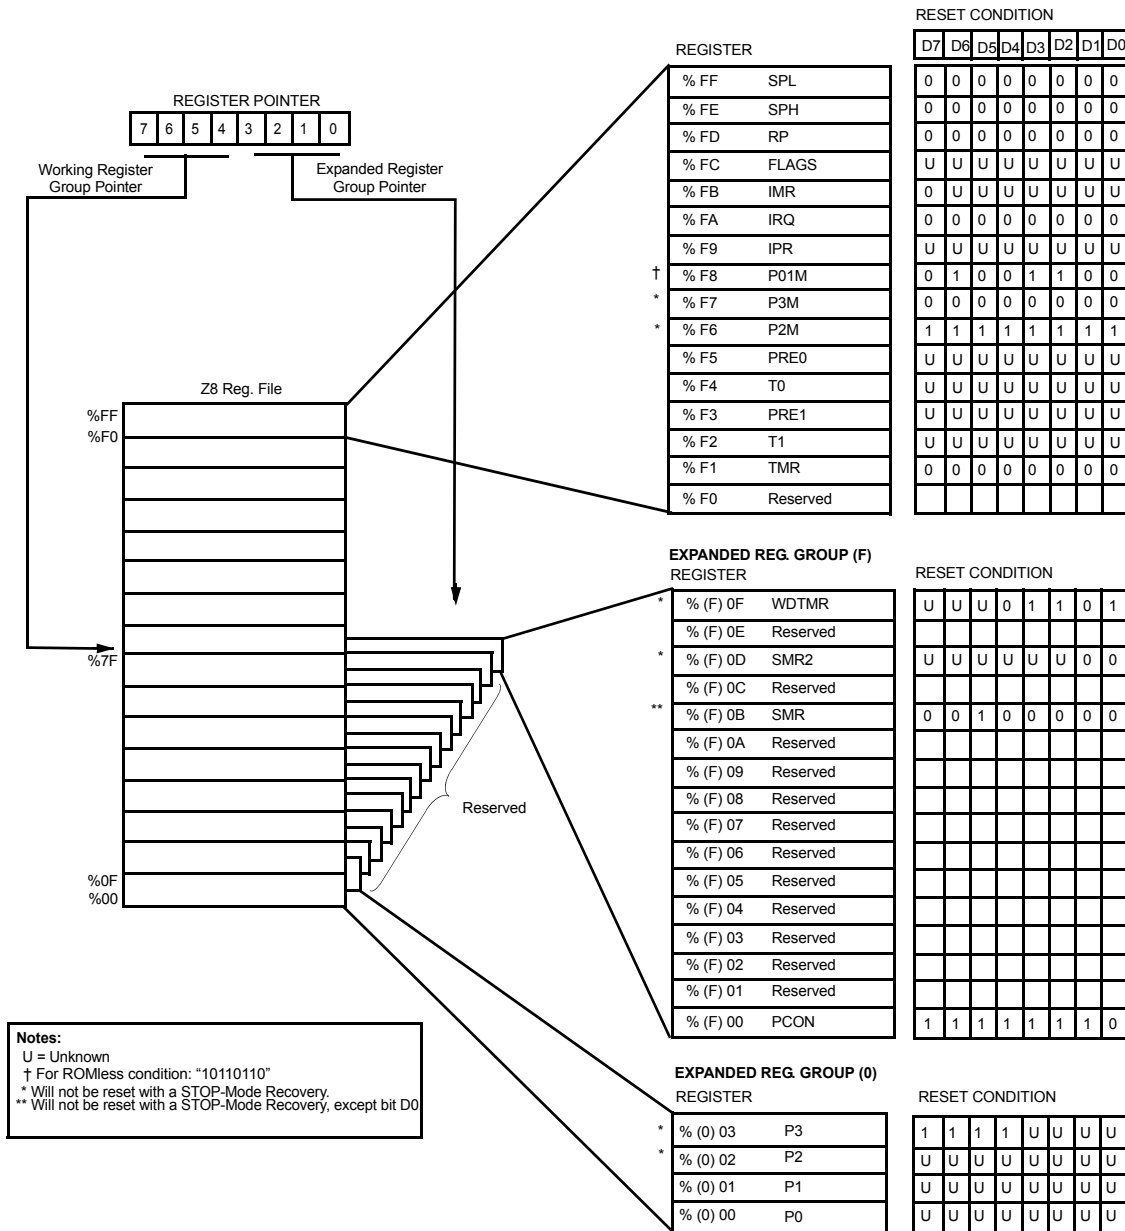 RESET CONDITION
D7 D6 D5 D4 D3 D2 D1 D0
REGISTER
% FF SPL 0 0 0 0 0 0 0 0
% FE SPH 0 0 0 0 0 0 0 0
% FD RP 0 0 0 0 0 0 0 0
% FC FLAGS U U U U U U U U
% FB IMR 0 U U U U U U U
% FA IRQ 0 0 0 0 0 0 0 0
% F9 IPR U U U U U U U U
† % F8 P01M 0 1 0 0 1 1 0 0
* % F7 P3M 0 0 0 0 0 0 0 0
* % F6 P2M 1 1 1 1 1 1 1 1
% F5 PRE0 U U U U U U U U
% F4 T0 U U U U U U U U
% F3 PRE1 U U U U U U U U
% F2 T1 U U U U U U U U
% F1 TMR 0 0 0 0 0 0 0 0
% F0 Reserved
REGISTER POINTER
7 6 5 4 3 2 1 0
Working Register
Group Pointer
Expanded Register
Group Pointer
Z8 Reg. File
%FF
%F0
%7F
%0F
%00
Reserved
EXPANDED REG. GROUP (F)
REGISTER
RESET CONDITION
* % (F) 0F WDTMR U U U 0 1 1 0 1
% (F) 0E Reserved
* % (F) 0D SMR2 U U U U U U 0 0
% (F) 0C Reserved
** % (F) 0B SMR 0 0 1 0 0 0 0 0
% (F) 0A Reserved
% (F) 09 Reserved
% (F) 08 Reserved
% (F) 07 Reserved
% (F) 06 Reserved
% (F) 05 Reserved
% (F) 04 Reserved
% (F) 03 Reserved
% (F) 02 Reserved
% (F) 01 Reserved
% (F) 00 PCON 1 1 1 1 1 1 1 0
Notes:
U = Unknown
† For ROMless condition: “10110110”
* Will not be reset with a STOP-Mode Recovery.
** Will not be reset with a STOP-Mode Recovery, except bit D0
EXPANDED REG. GROUP (0)
REGISTER
RESET CONDITION
* % (0) 03 P3 1 1 1 1 U U U U
* % (0) 02 P2 U U U U U U U U
% (0) 01 P1 U U U U U U U U
% (0) 00 P0 U U U U U U U U